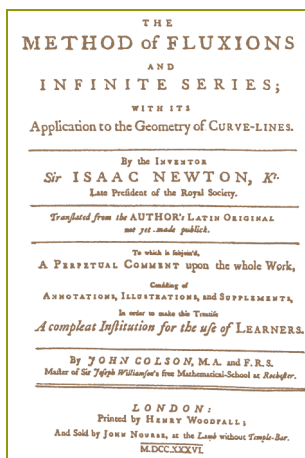 THE
METHOD of FLUXIONS
AND
INFINITE SERIES;
WITH ITS
Application to the Geometry of CURVE-LINES.
By the INVENTOR
Sir ISAAC NEWTON, Kt.
Late President of the Royal Society.
Translated from the AUTHOR's LATIN ORIGINAL
not yet made publick.
To which is subjoin'd,
A PERPETUAL COMMENT upon the whole Work,
Consisting of
ANNOTATIONS, ILLUSTRATIONS, and SUPPLEMENTS,
In order to make this Treatise
A compleat Institution for the use of LEARNERS.
By JOHN COLSON, M.A. and F.R.S.
Master of Sir Joseph Williamson's free Mathematical-School at Rochester.
LONDON:
Printed by HENRY WOODFALL;
And Sold by JOHN NOURSE, at the Lamb without Temple-Bar.
M.DCC.XXXVI.